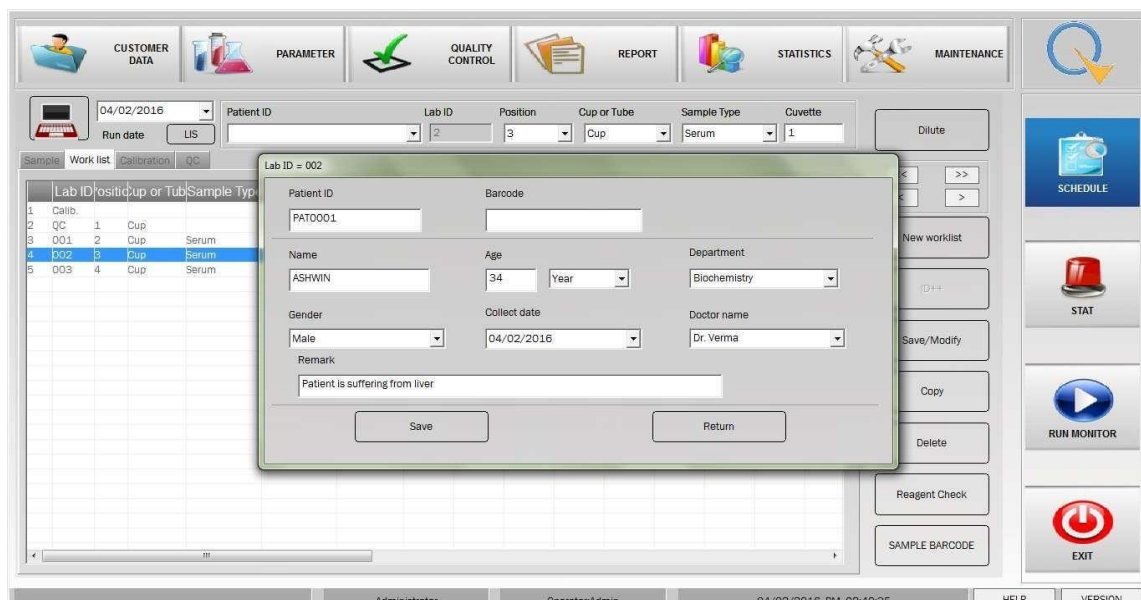 CUSTOMER DATA
PARAMETER
QUALITY CONTROL
REPORT
STATISTICS
MAINTENANCE
04/02/2016
Run date
LIS
Patient ID
Lab ID
Position
Cup or Tube
Sample Type
Cuvette
2
3
Cup
Serum
1
Dilute
Sample
Work list
Calibration
QC
Lab ID
Cup or Tub
Sample Typ
1 Calib.
2 QC 1 Cup
3 001 2 Cup Serum
4 002 3 Cup Serum
5 003 4 Cup Serum
Lab ID = 002
Patient ID
Barcode
PAT0001
Name
Age
Department
ASHWIN
34
Year
Biochemistry
Gender
Collect date
Doctor name
Male
04/02/2016
Dr. Verma
Remark
Patient is suffering from liver
Save
Return
>>
>
New worklist
ID++
Save/Modify
Copy
Delete
Reagent Check
SAMPLE BARCODE
SCHEDULE
STAT
RUN MONITOR
EXIT
Administrator
HELP
VERSION